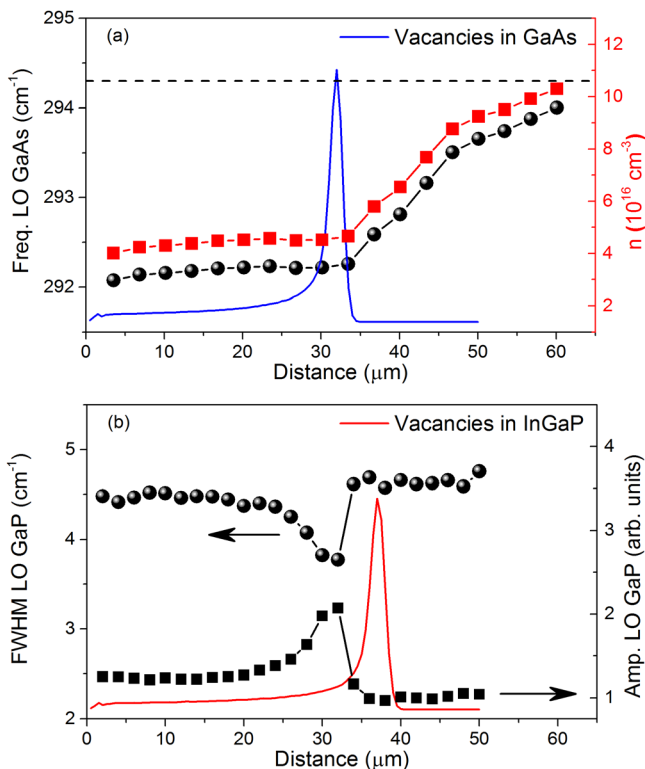 (a)
Vacancies in GaAs
Freq. LO GaAs (cm⁻¹)
295
294
293
292
n (10¹⁶ cm⁻³)
12
10
8
6
4
2
0 10 20 30 40 50 60
Distance (μm)
(b)
Vacancies in InGaP
FWHM LO GaP (cm⁻¹)
5
4
3
2
Amp. LO GaP (arb. units)
4
3
2
1
0 10 20 30 40 50 60
Distance (μm)